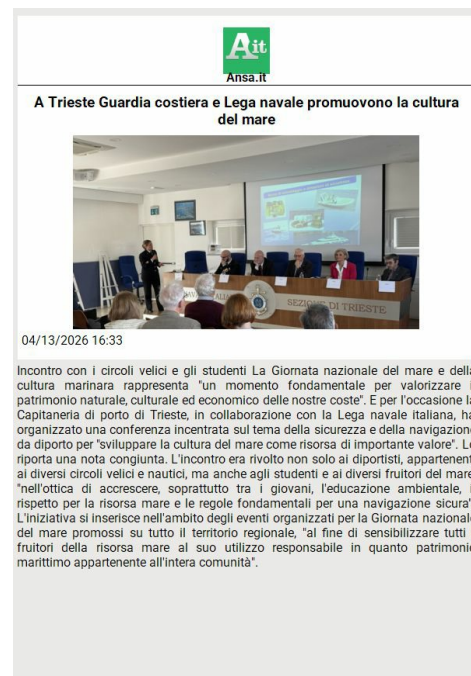 Ait
Ansa.it
A Trieste Guardia costiera e Lega navale promuovono la cultura
del mare
SEZIONE DI TRIESTE
04/13/2026 16:33
Incontro con i circoli velici e gli studenti La Giornata nazionale del mare e della
cultura marinara rappresenta "un momento fondamentale per valorizzare
patrimonio naturale, culturale ed economico delle nostre coste". E per l'occasione la
Capitaneria di porto di Trieste, in collaborazione con la Lega navale italiana, ha
organizzato una conferenza incentrata sul tema della sicurezza e della navigazione
da diporto per "sviluppare la cultura del mare come risorsa di importante valore". Lo
riporta una nota congiunta. L'incontro era rivolto non solo ai diportisti, appartenent
ai diversi circoli velici e nautici, ma anche agli studenti e ai diversi fruitori del mare
"nell'ottica di accrescere, soprattutto tra i giovani, l'educazione ambientale,
rispetto per la risorsa mare e le regole fondamentali per una navigazione sicura"
L'iniziativa si inserisce nell'ambito degli eventi organizzati per la Giornata nazionale
del mare promossi su tutto il territorio regionale, "al fine di sensibilizzare tutti
fruitori della risorsa mare al suo utilizzo responsabile in quanto patrimonio
marittimo appartenente all'intera comunità".